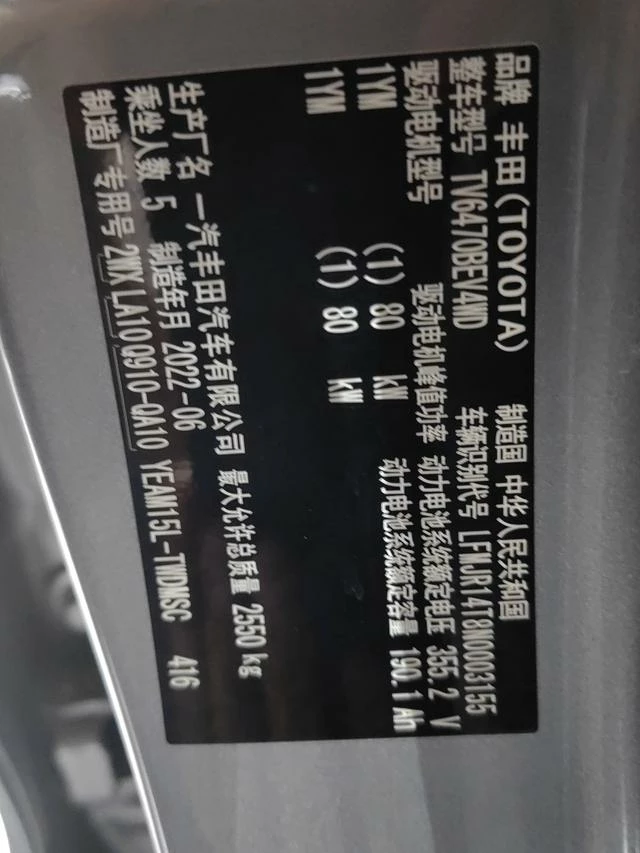 品牌 丰田(TOYOTA) 制造国 中华人民共和国
整车型号 TV6470BEV4WD 车辆识别代号 LFMJR14T8N0003155
驱动电机型号 驱动电机峰值功率 动力电池系统额定电压 355.2 V
1YM (1) 80 kW 动力电池系统额定容量 190.1 Ah
1YM (1) 80 kW
生产厂名 一汽丰田汽车有限公司 最大允许总质量 2550 kg
乘坐人数 5 制造年月 2022-06
制造厂专用号 2WX LA10 Q910-QA10 YEAM15L-TWDMSC 416